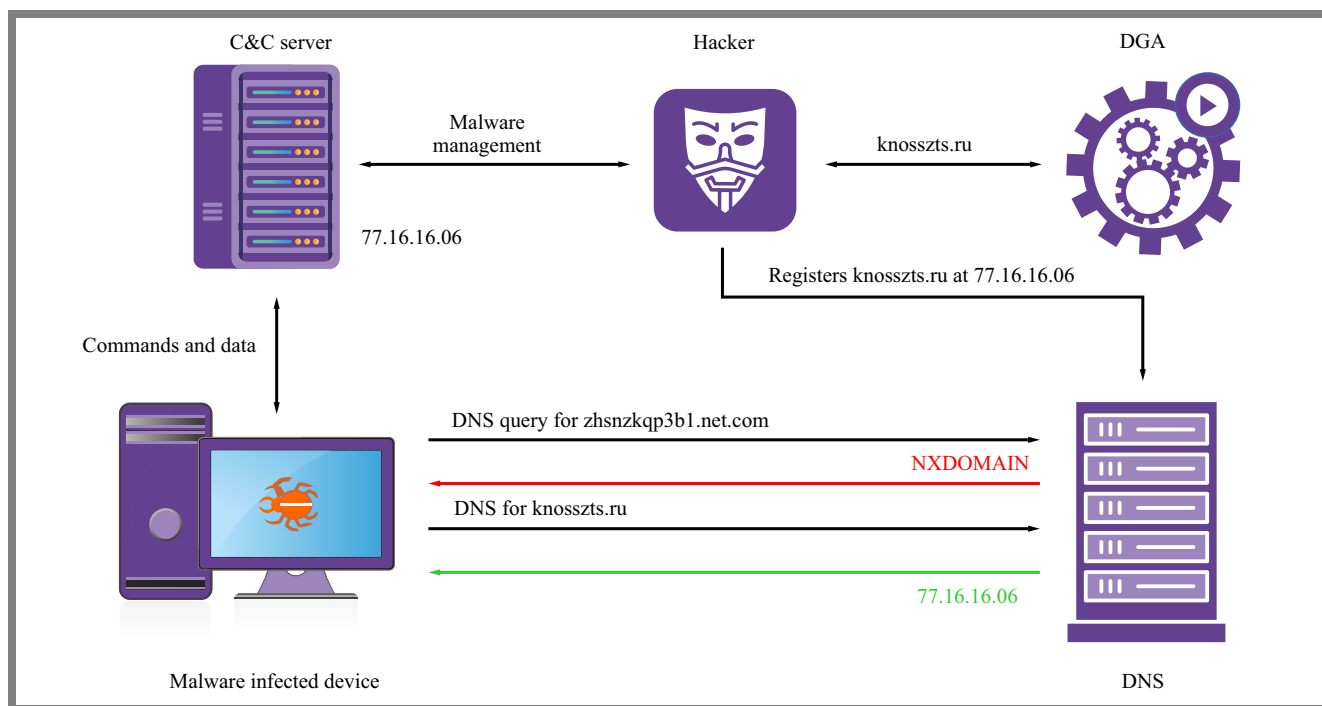 C&C server
Hacker
DGA
Malware
management
knosszts.ru
77.16.16.06
Registers knosszts.ru at 77.16.16.06
Commands and data
DNS query for zhsnzkqp3b1.net.com
NXDOMAIN
DNS for knosszts.ru
77.16.16.06
Malware infected device
DNS